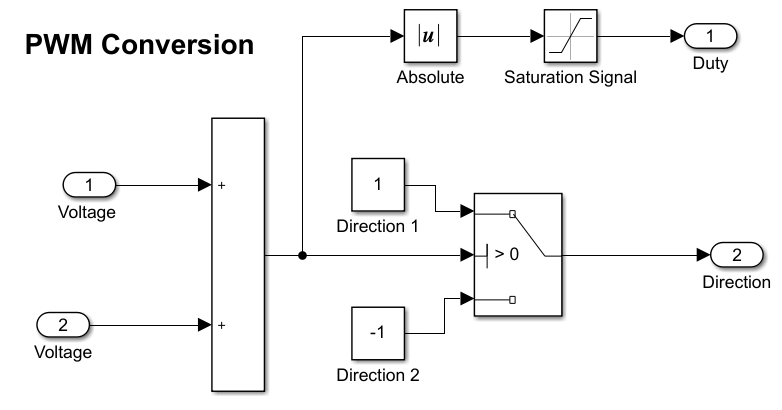 PWM Conversion
|u|
Absolute
Saturation Signal
1
Duty
1
Voltage
+
1
Direction 1
> 0
2
Direction
2
Voltage
+
-1
Direction 2